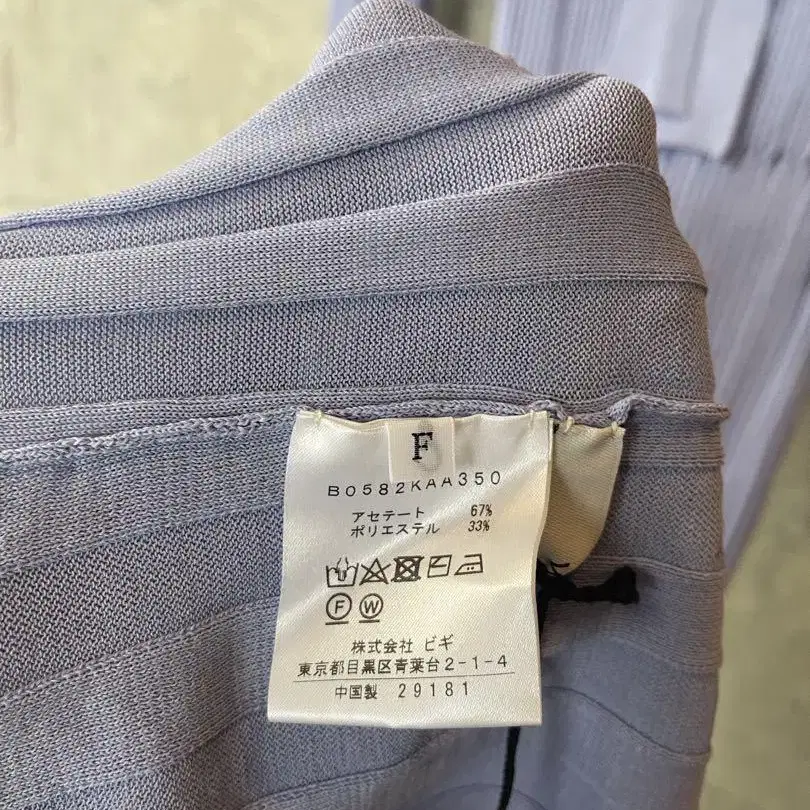 F
B0582KAA350
アセテート 67%
ポリエステル 33%
F W
株式会社 ビギ
東京都目黒区青葉台2-1-4
中国製 29181